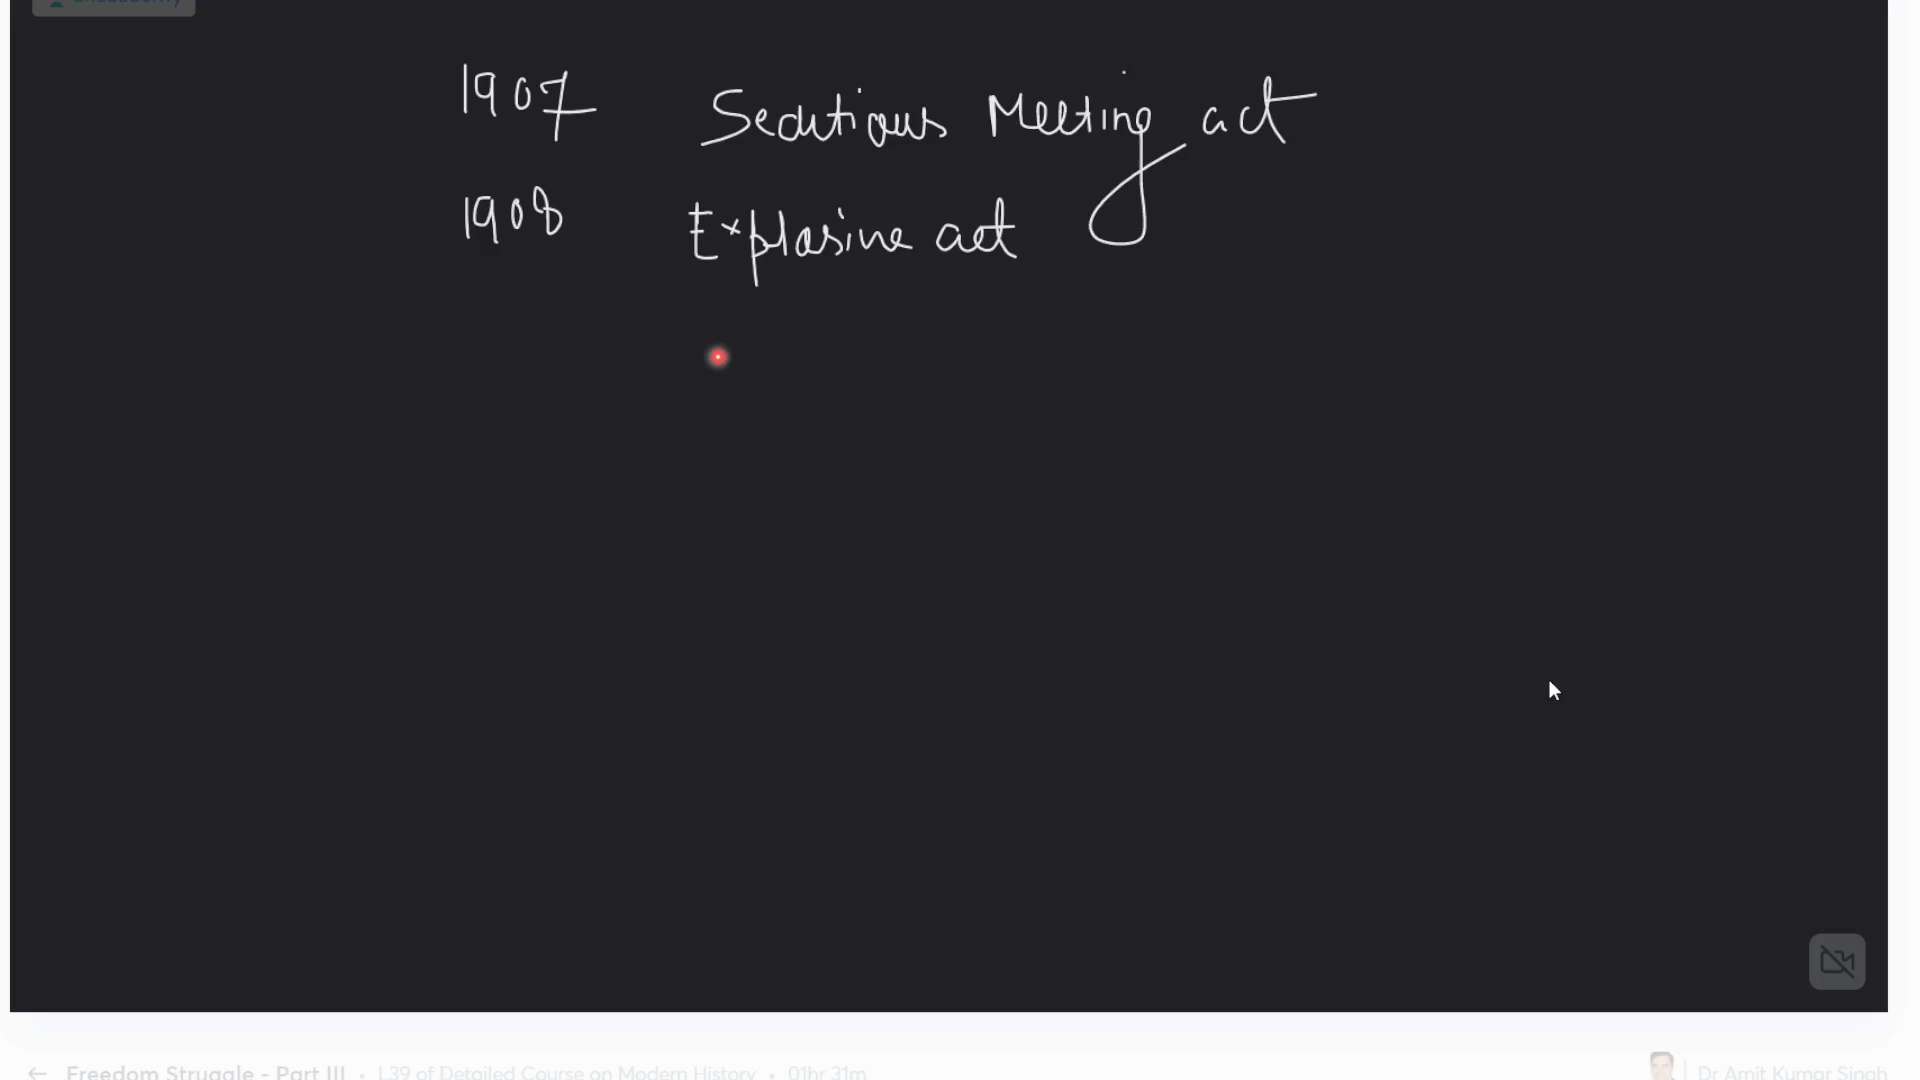 1907 Seditious Meeting act
1908 Explosive act
← Freedom Struggle - Part III • L39 of Detailed Course on Modern History • 01hr 31m
Dr Amit Kumar Singh